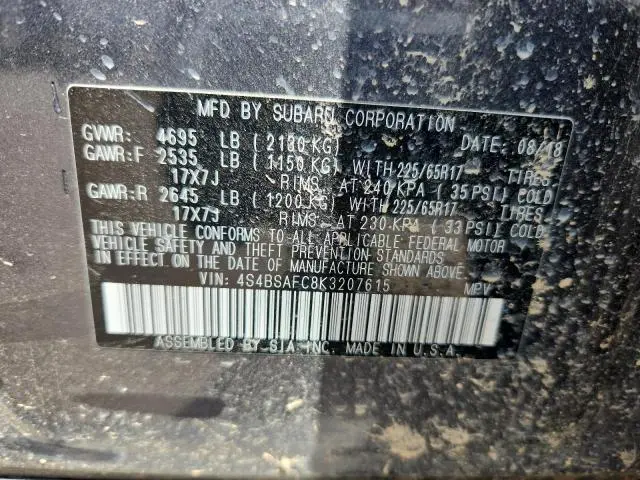 MFD BY SUBARU CORPORATION
GVWR: 4695 LB (2130 KG) DATE: 08/18
GAWR:F 2535 LB (1150 KG) WITH 225/65R17 TIRES
17X7J RIMS AT 240 KPA (35 PSI) COLD
GAWR:R 2645 LB (1200 KG) WITH 225/65R17 TIRES
17X7J RIMS AT 230 KPA (33 PSI) COLD
THIS VEHICLE CONFORMS TO ALL APPLICABLE FEDERAL MOTOR
VEHICLE SAFETY AND THEFT PREVENTION STANDARDS
IN EFFECT ON THE DATE OF MANUFACTURE SHOWN ABOVE.
VIN: 4S4BSAFC8K3207615 MPV
ASSEMBLED BY S I A, INC. MADE IN U.S.A.